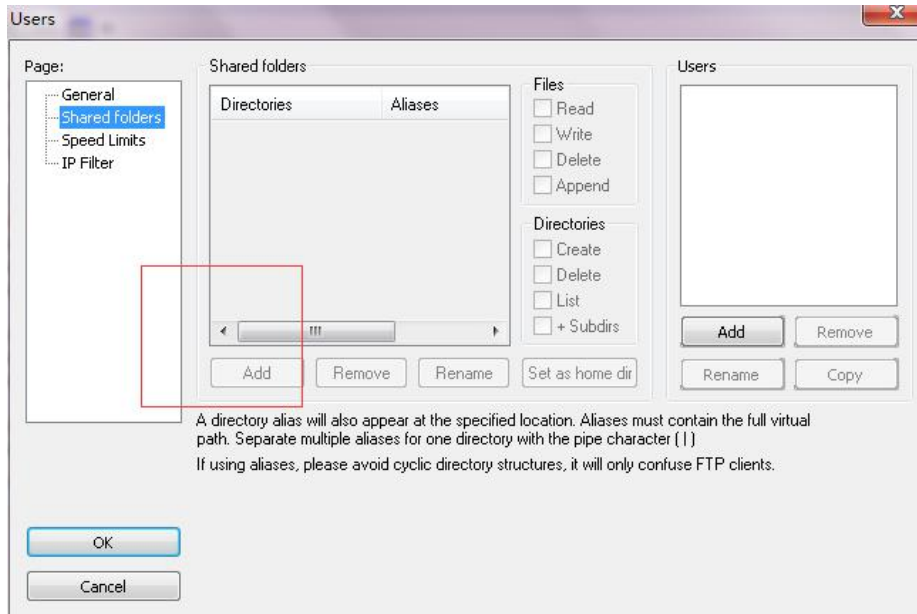 Users
Page:
General
Shared folders
Speed Limits
IP Filter
Shared folders
Directories Aliases
Files
Read
Write
Delete
Append
Directories
Create
Delete
List
+ Subdirs
Add Remove Rename Set as home dir
Users
Add Remove
Rename Copy
A directory alias will also appear at the specified location. Aliases must contain the full virtual
path. Separate multiple aliases for one directory with the pipe character ( | )
If using aliases, please avoid cyclic directory structures, it will only confuse FTP clients.
OK
Cancel